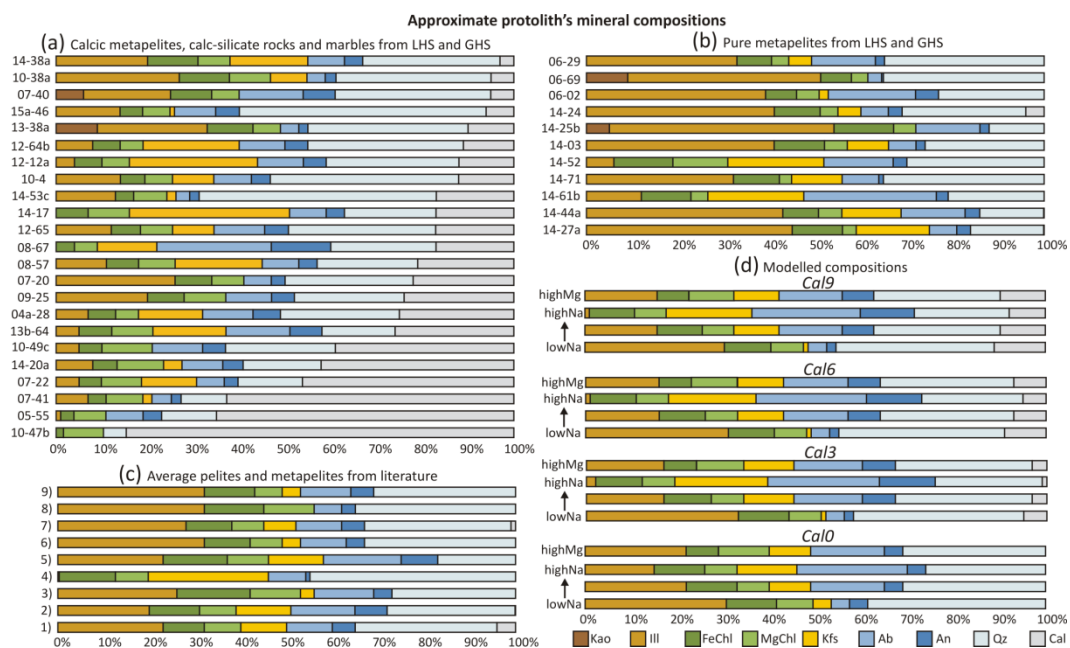 Approximate protolith's mineral compositions
(a) Calcic metapelites, calc-silicate rocks and marbles from LHS and GHS
14-38a
10-38a
07-40
15a-46
13-38a
12-64b
12-12a
10-4
14-53c
14-17
12-65
08-67
08-57
07-20
09-25
04a-28
13b-64
10-49c
14-20a
07-22
07-41
05-55
10-47b
0% 10% 20% 30% 40% 50% 60% 70% 80% 90% 100%
(b) Pure metapelites from LHS and GHS
06-29
06-69
06-02
14-24
14-25b
14-03
14-52
14-71
14-61b
14-44a
14-27a
0% 10% 20% 30% 40% 50% 60% 70% 80% 90% 100%
(c) Average pelites and metapelites from literature
9)
8)
7)
6)
5)
4)
3)
2)
1)
0% 10% 20% 30% 40% 50% 60% 70% 80% 90% 100%
(d) Modelled compositions
Cal9
highMg
highNa
lowNa
Cal6
highMg
highNa
lowNa
Cal3
highMg
highNa
lowNa
Cal0
highMg
highNa
lowNa
0% 10% 20% 30% 40% 50% 60% 70% 80% 90% 100%
Kao Ill FeChl MgChl Kfs Ab An Qz Cal